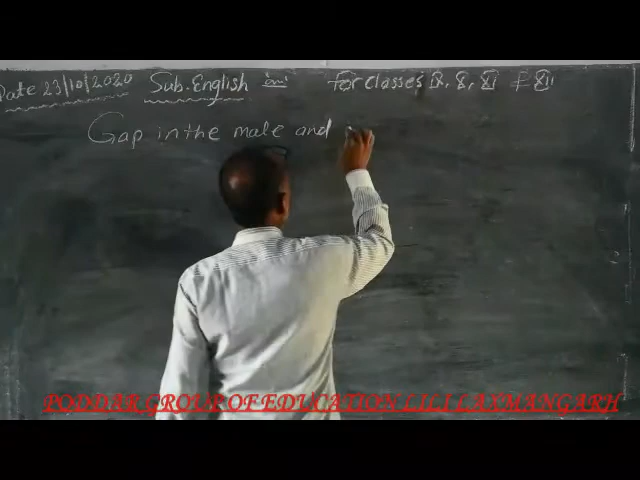 Date 23/10/2020 Sub. English "on" for classes IX, X, XI & XII
Gap in the male and
PODDAR GROUP OF EDUCATION LILI LAXMANGARH